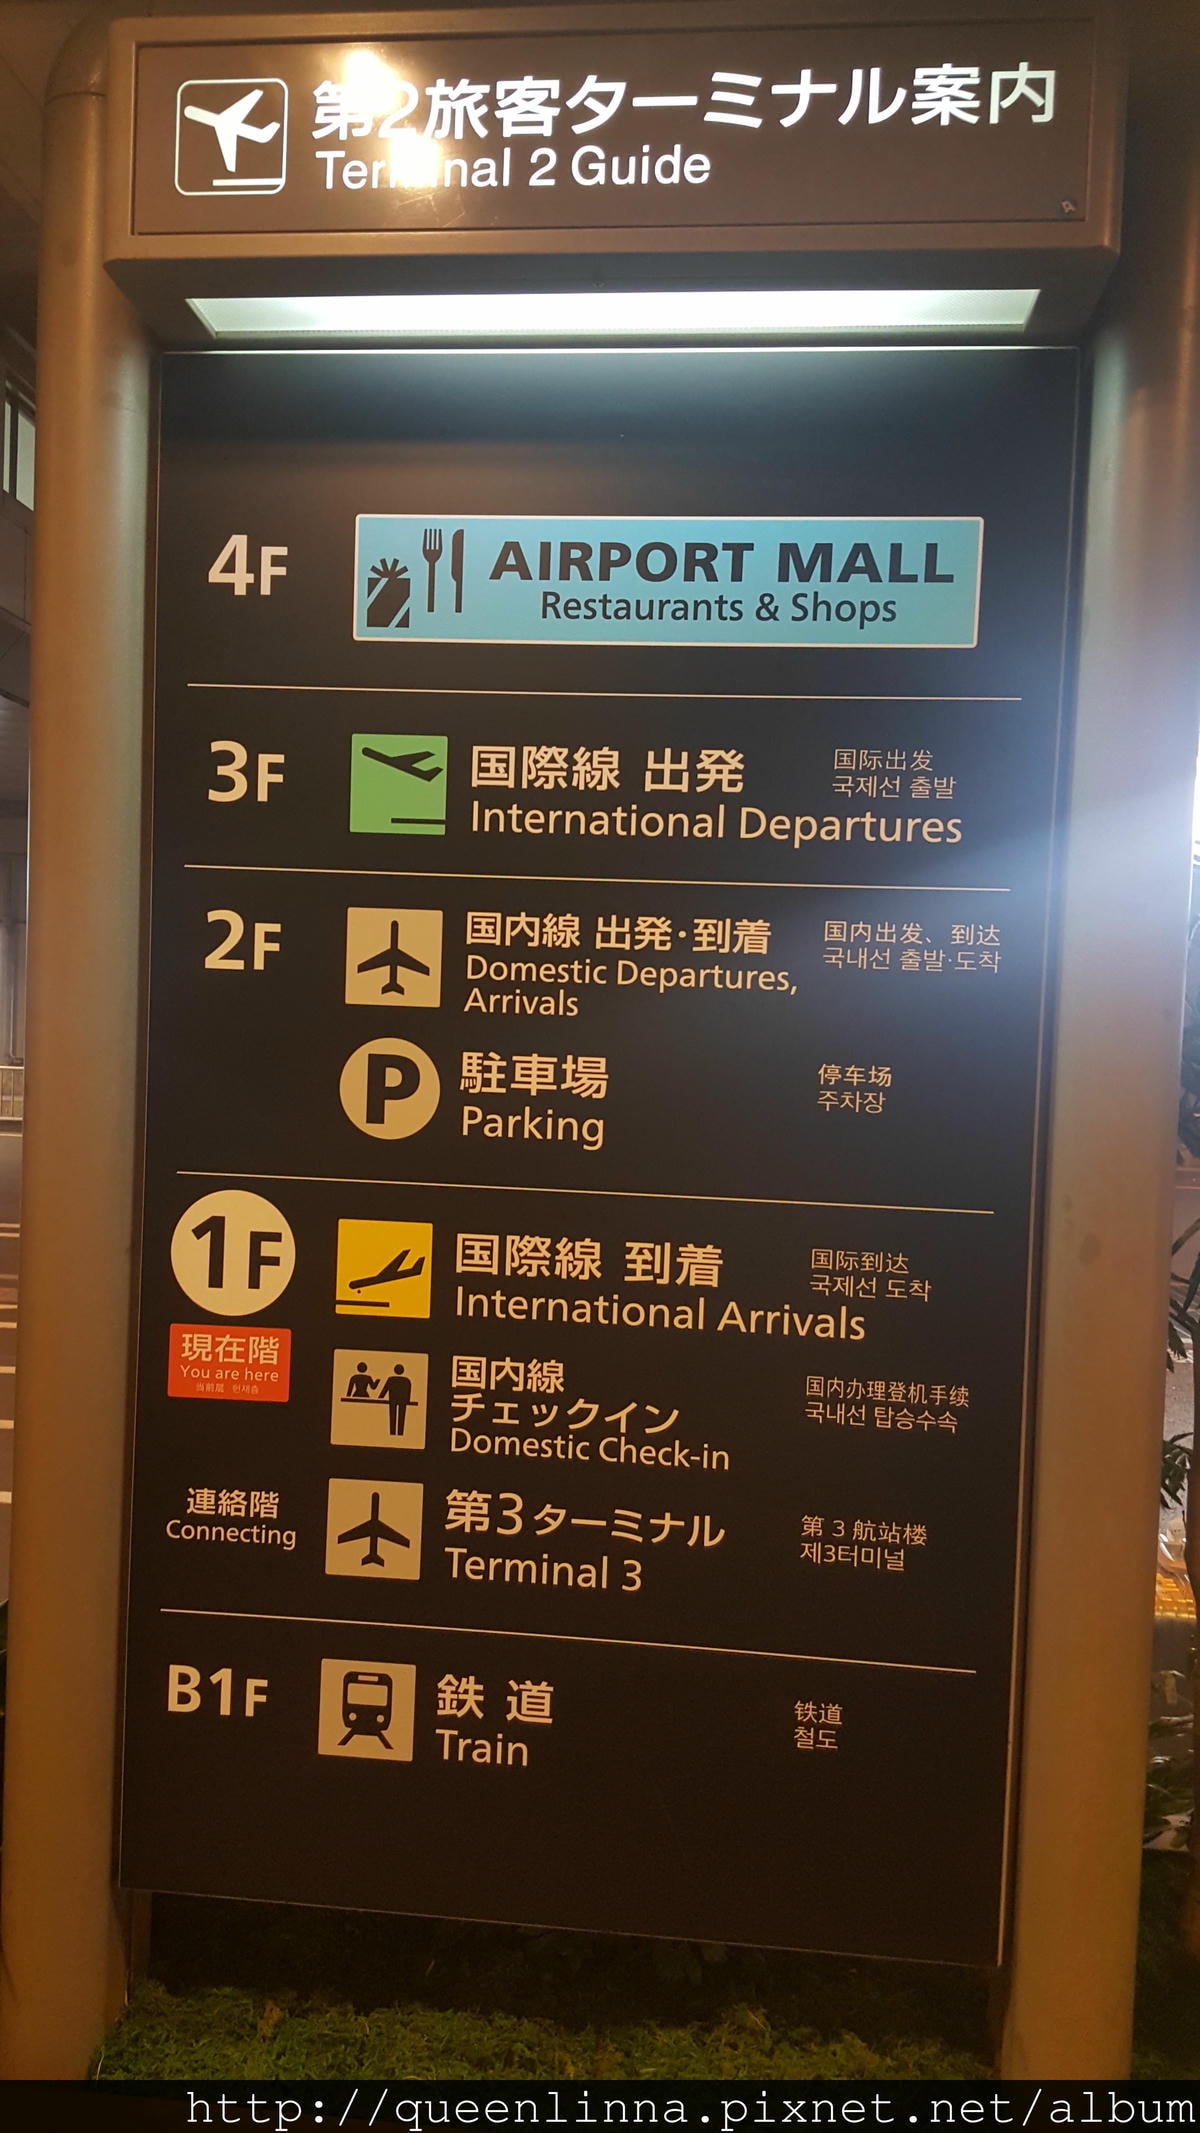 第2旅客ターミナル案内
Terminal 2 Guide
4F
AIRPORT MALL
Restaurants & Shops
3F
国際線 出発
International Departures
国际出发
국제선 출발
2F
国内線 出発·到着
Domestic Departures,
Arrivals
国内出发、到达
국내선 출발·도착
P
駐車場
Parking
停车场
주차장
1F
現在階
You are here
当前层 현재층
国際線 到着
International Arrivals
国际到达
국제선 도착
国内線
チェックイン
Domestic Check-in
国内办理登机手续
국내선 탑승수속
連絡階
Connecting
第3ターミナル
Terminal 3
第 3 航站楼
제3터미널
B1F
鉄 道
Train
铁道
철도
http://queenlinna.pixnet.net/album